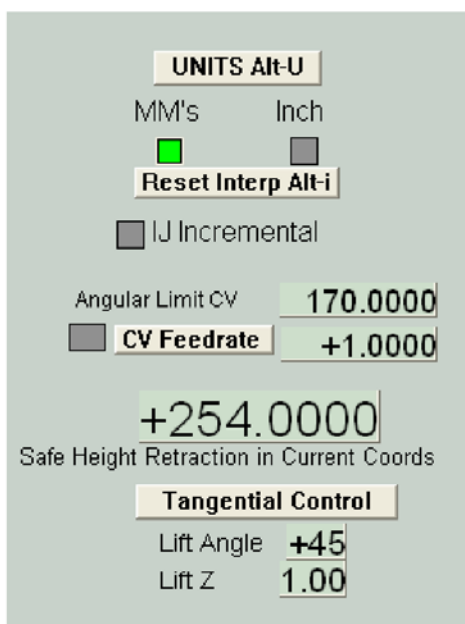 UNITS Alt-U
MM's Inch
Reset Interp Alt-i
IJ Incremental
Angular Limit CV 170.0000
CV Feedrate +1.0000
+254.0000
Safe Height Retraction in Current Coords
Tangential Control
Lift Angle +45
Lift Z 1.00